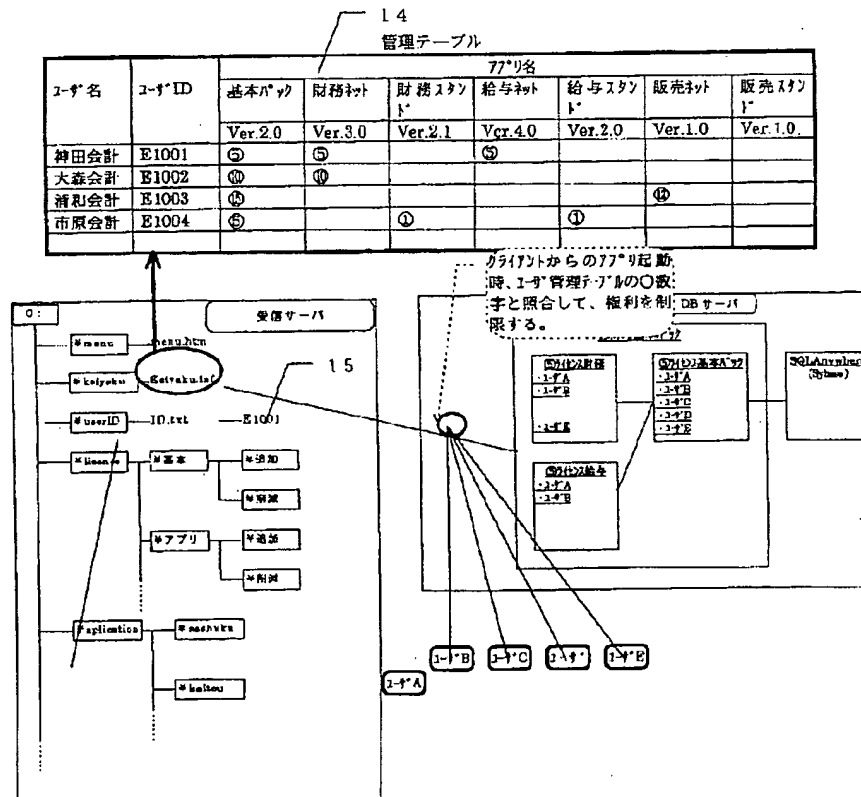 14
管理テーブル
ユーザ名 ユーザID アプリ名
基本パック 財務ネット 財務スタンド 給与ネット 給与スタンド 販売ネット 販売スタンド
Ver.2.0 Ver.3.0 Ver.2.1 Ver.4.0 Ver.2.0 Ver.1.0 Ver.1.0.
神田会計 E1001 ⑤ ⑤ ⑤
大森会計 E1002 ⑩ ⑩
浦和会計 E1003 ⑮
市原会計 E1004 ⑤ ① ①
クライアントからのアプリ起動
時、ユーザ管理テーブルの〇数
字と照合して、権利を制
限する。
0:
受信サーバ
¥menu menu.htm
¥keiyaku Keiyaku.txt
15
¥userID ID.txt E1001
¥license ¥基本 ¥追加
¥削減
¥アプリ ¥追加
¥削減
¥aplication
¥kaitou
DBサーバ
⑤ライセンス財務
・ユーザA
・ユーザB
・ユーザE
⑤ライセンス基本パック
・ユーザA
・ユーザB
・ユーザC
・ユーザD
・ユーザE
SQLAnywhere
(Sybase)
⑤ライセンス給与
・ユーザA
・ユーザB
ユーザB ユーザC ユーザ ユーザE
ユーザA